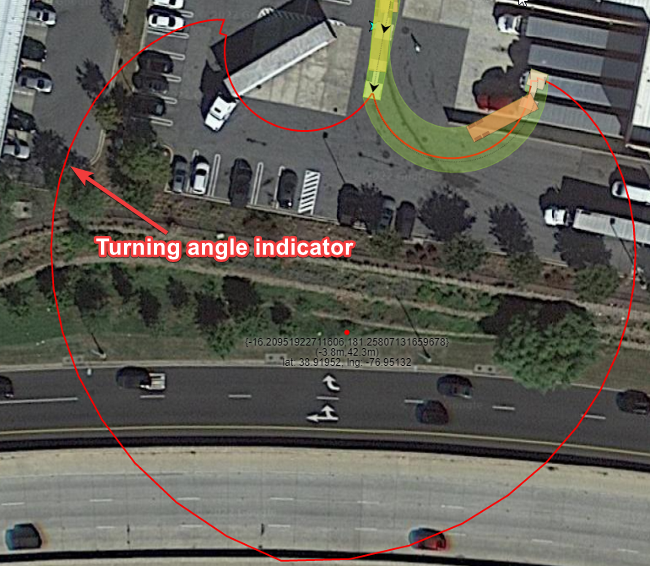 Turning angle indicator
(-16.20951922711606,181.25807131659678)
(-3.8m,42.3m)
lat: 38.91952, lng: -76.95132